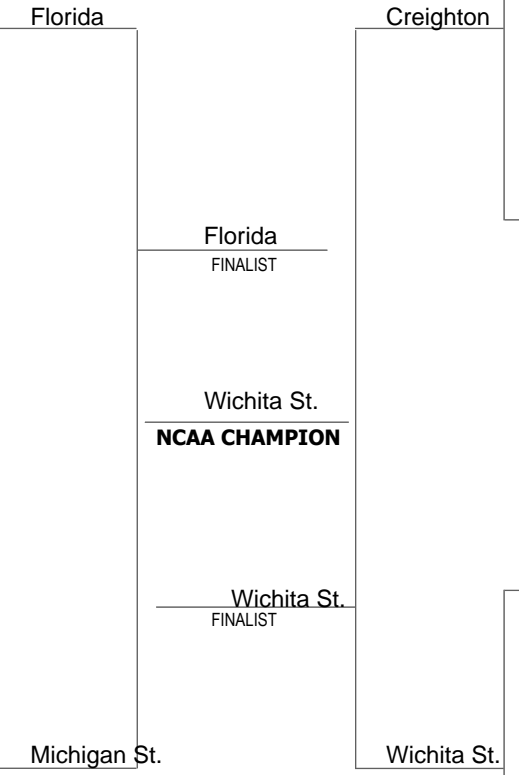 Florida
Creighton
Florida
FINALIST
Wichita St.
NCAA CHAMPION
Wichita St.
FINALIST
Michigan St.
Wichita St.